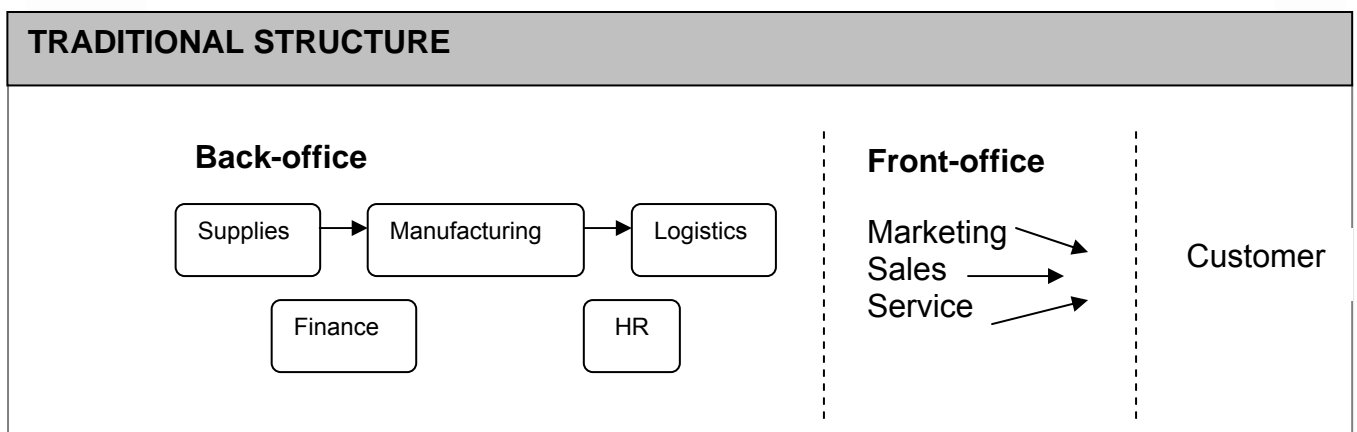 TRADITIONAL STRUCTURE
Back-office
Supplies
Manufacturing
Logistics
Finance
HR
Front-office
Marketing
Sales
Service
Customer